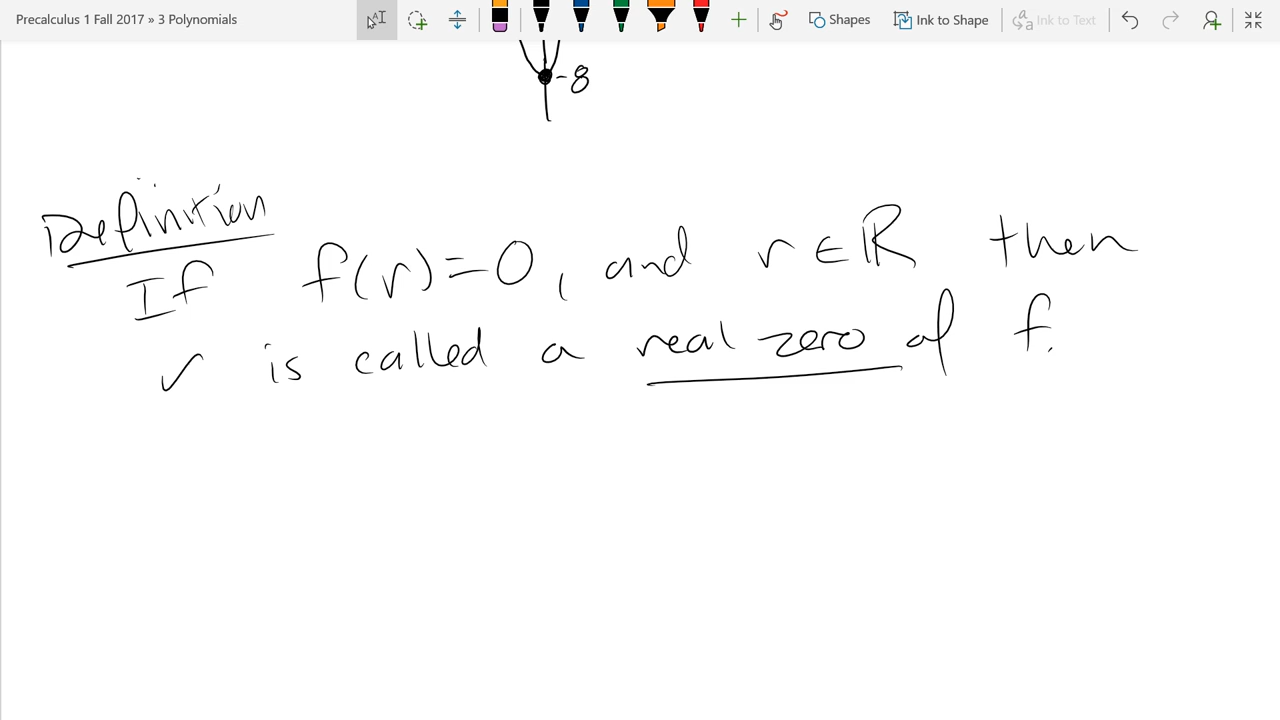 Precalculus 1 Fall 2017 » 3 Polynomials
Shapes
Ink to Shape
Ink to Text
-8
Definition
If f(r)=0, and r∈ℝ then
r is called a real zero of f.